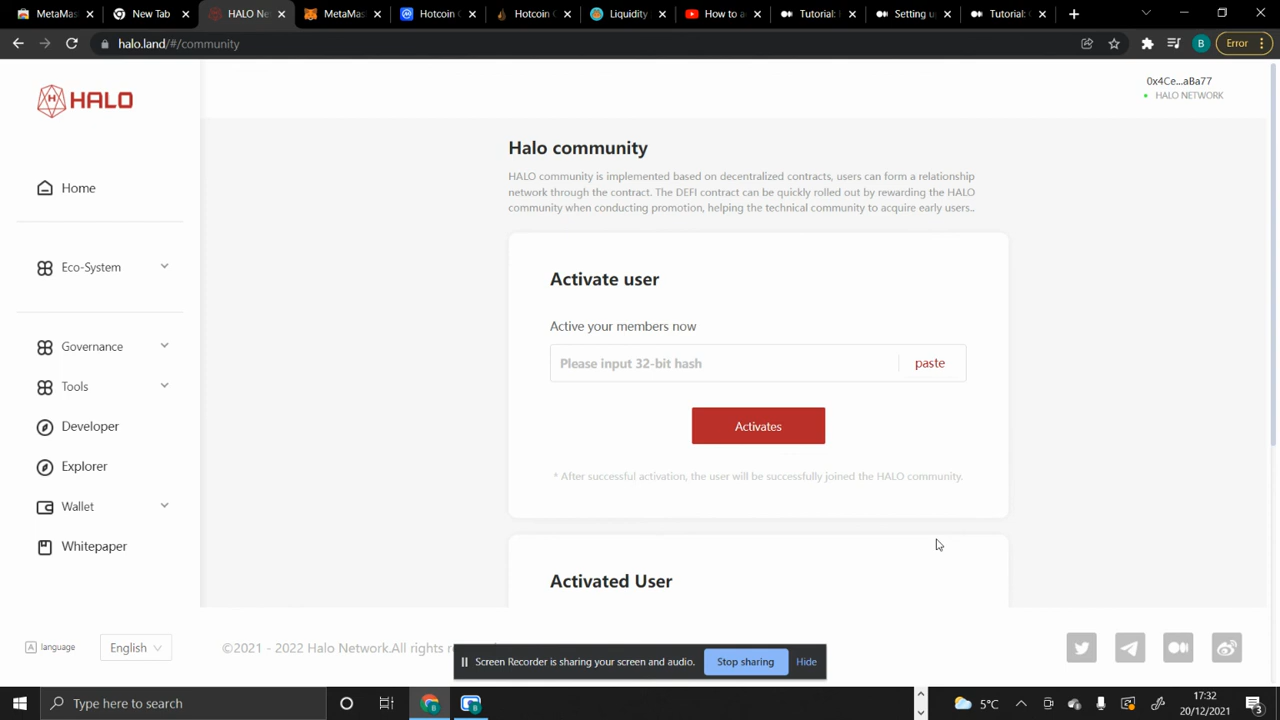 MetaMas
New Tab
HALO Ne
MetaMas
Hotcoin G
Hotcoin G
Liquidity
How to a
Tutorial:
Setting u
Tutorial:
halo.land/#/community
B
Error
HALO
0x4Ce...aBa77
HALO NETWORK
Home
Eco-System
Governance
Tools
Developer
Explorer
Wallet
Whitepaper
Halo community
HALO community is implemented based on decentralized contracts, users can form a relationship
network through the contract. The DEFI contract can be quickly rolled out by rewarding the HALO
community when conducting promotion, helping the technical community to acquire early users..
Activate user
Active your members now
Please input 32-bit hash
paste
Activates
* After successful activation, the user will be successfully joined the HALO community.
Activated User
A language
English
©2021 - 2022 Halo Network.All rights re
Screen Recorder is sharing your screen and audio.
Stop sharing
Hide
Type here to search
5°C
17:32
20/12/2021
3